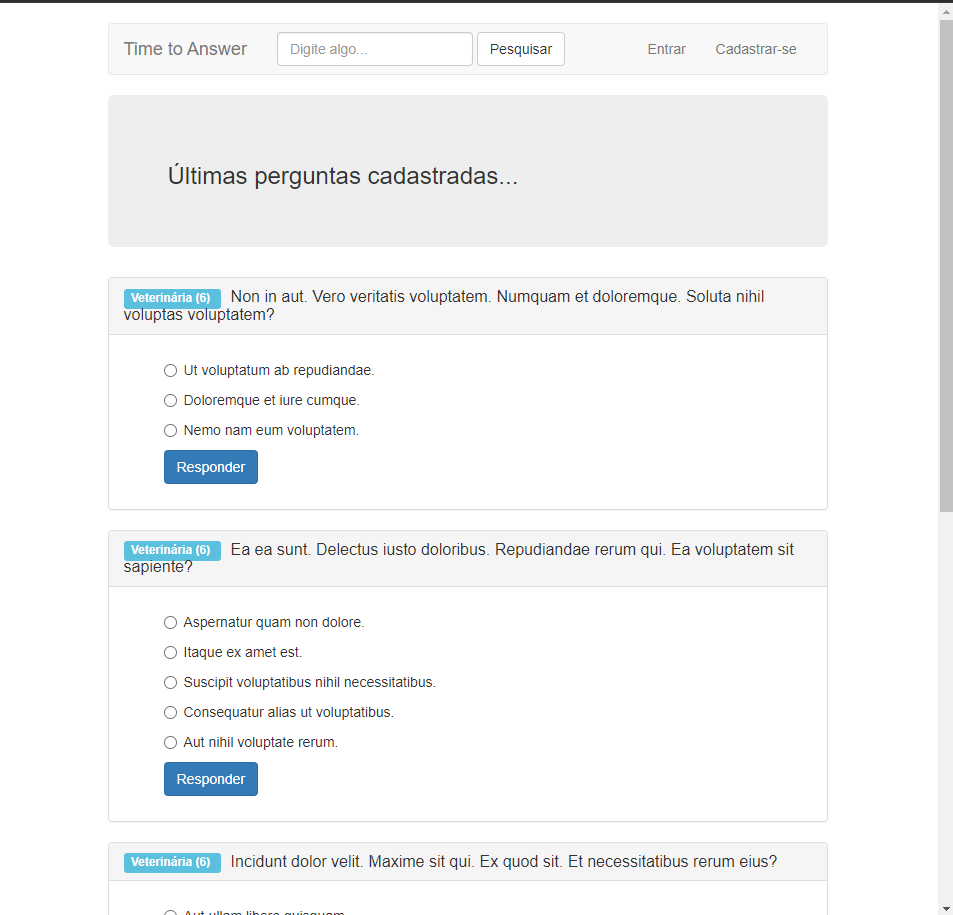 Time to Answer Digite algo... Pesquisar Entrar Cadastrar-se
Últimas perguntas cadastradas...
Veterinária (6) Non in aut. Vero veritatis voluptatem. Numquam et doloremque. Soluta nihil
voluptas voluptatem?
Ut voluptatum ab repudiandae.
Doloremque et iure cumque.
Nemo nam eum voluptatem.
Responder
Veterinária (6) Ea ea sunt. Delectus iusto doloribus. Repudiandae rerum qui. Ea voluptatem sit
sapiente?
Aspernatur quam non dolore.
Itaque ex amet est.
Suscipit voluptatibus nihil necessitatibus.
Consequatur alias ut voluptatibus.
Aut nihil voluptate rerum.
Responder
Veterinária (6) Incidunt dolor velit. Maxime sit qui. Ex quod sit. Et necessitatibus rerum eius?
Aut ullam libero quisquam.